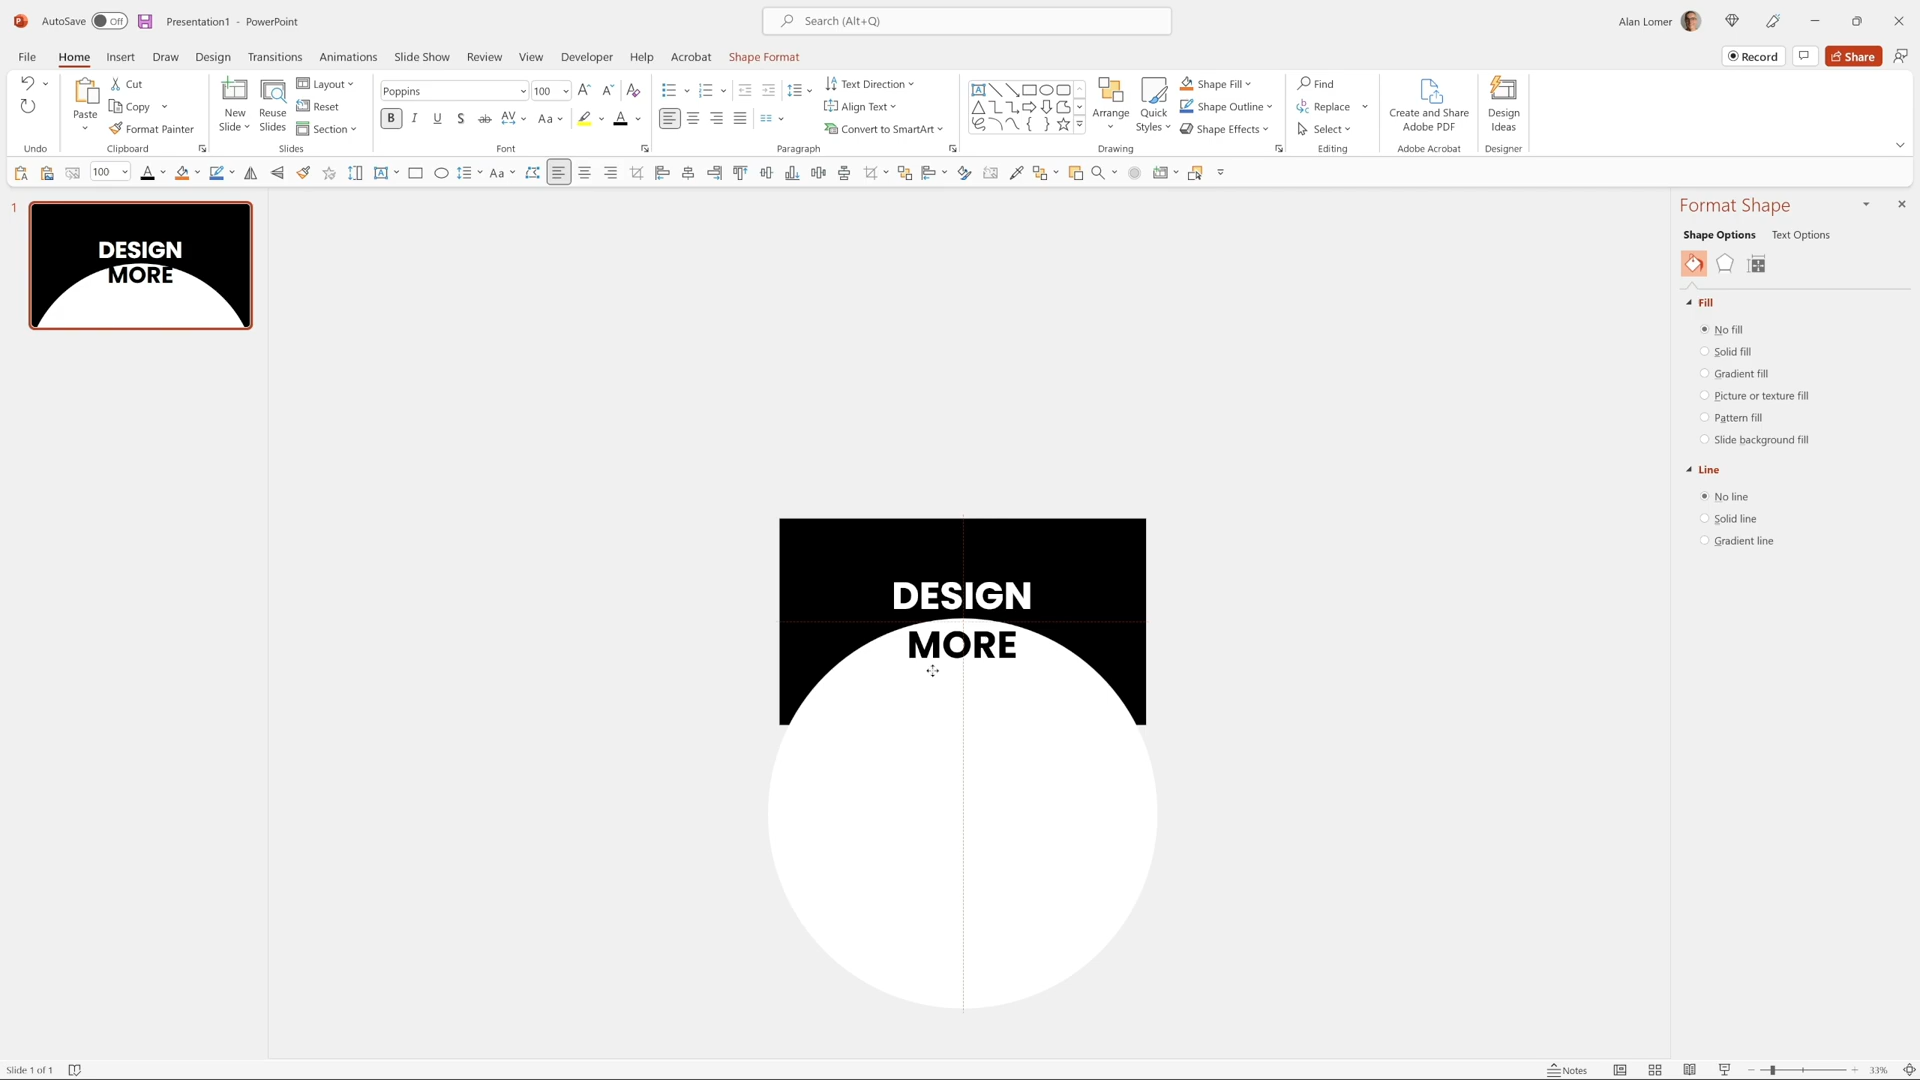 AutoSave Off Presentation1 - PowerPoint Search (Alt+Q) Alan Lomer
File Home Insert Draw Design Transitions Animations Slide Show Review View Developer Help Acrobat Shape Format Record Share
Paste Cut Copy Format Painter
New Slide Reuse Slides Layout Reset Section
Poppins 100
B I U S ab AV Aa A
Text Direction Align Text Convert to SmartArt
Arrange Quick Styles Shape Fill Shape Outline Shape Effects
Find Replace Select
Create and Share Adobe PDF
Design Ideas
Undo Clipboard Slides Font Paragraph Drawing Editing Adobe Acrobat Designer
100 A Aa
1
DESIGN
MORE
DESIGN
MORE
Format Shape
Shape Options Text Options
Fill
No fill
Solid fill
Gradient fill
Picture or texture fill
Pattern fill
Slide background fill
Line
No line
Solid line
Gradient line
Slide 1 of 1 Notes 33%